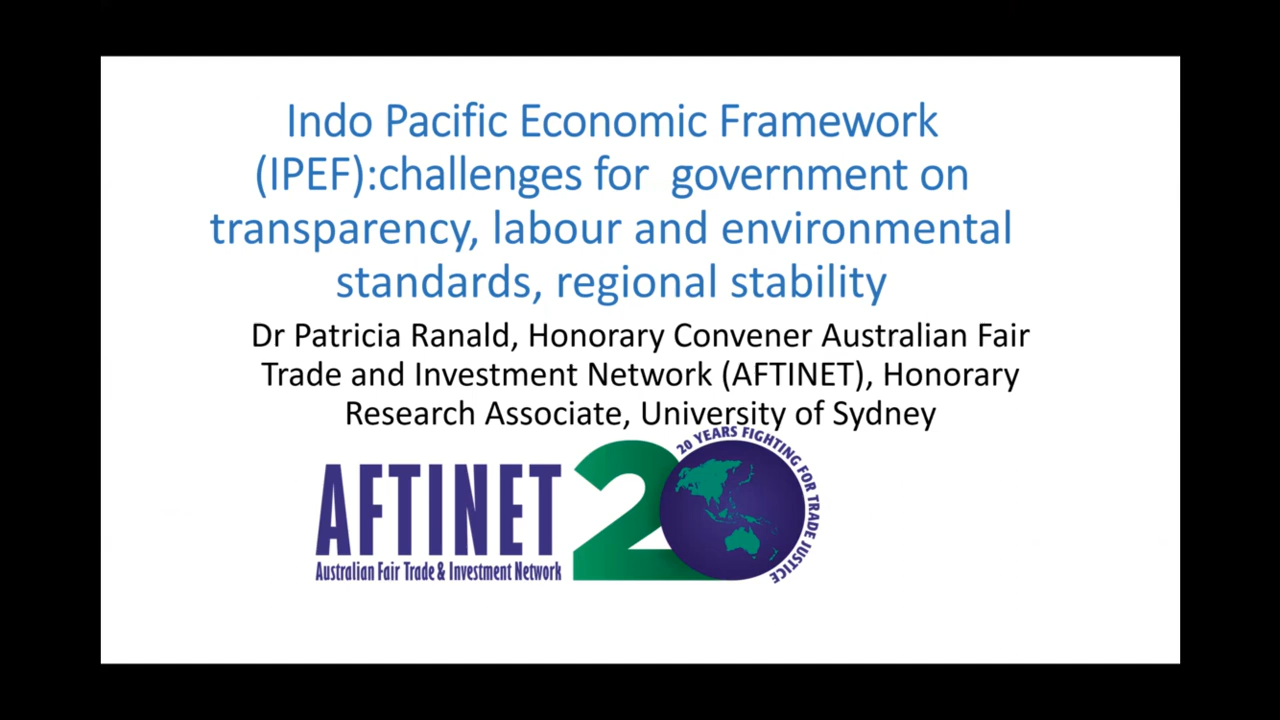 Indo Pacific Economic Framework
(IPEF):challenges for  government on
transparency, labour and environmental
standards, regional stability
Dr Patricia Ranald, Honorary Convener Australian Fair
Trade and Investment Network (AFTINET), Honorary
Research Associate, University of Sydney
AFTINET
Australian Fair Trade & Investment Network
20
20 YEARS FIGHTING FOR TRADE JUSTICE